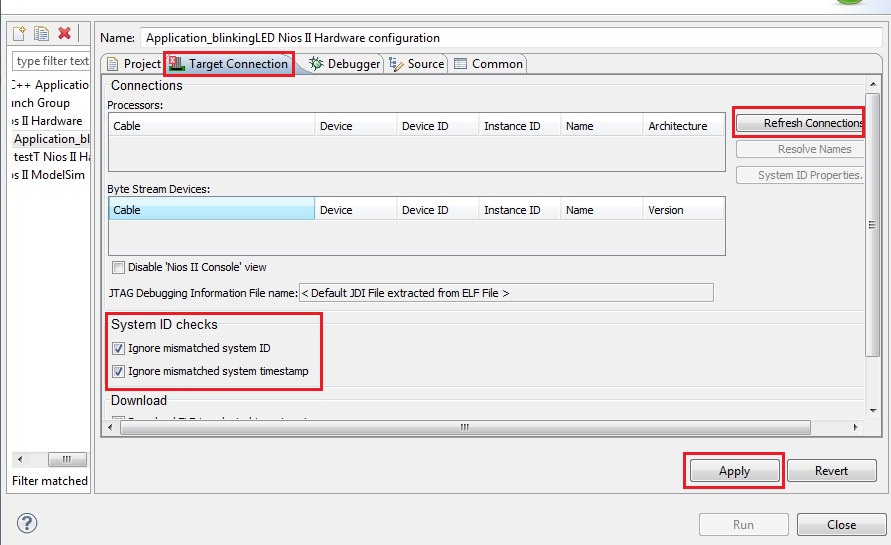 Name: Application_blinkingLED Nios II Hardware configuration
type filter text
C++ Application
unch Group
os II Hardware
Application_bl
testT Nios II Ha
os II ModelSim
Filter matched
Project Target Connection Debugger Source Common
Connections
Processors:
Cable Device Device ID Instance ID Name Architecture
Refresh Connections
Resolve Names
System ID Properties.
Byte Stream Devices:
Cable Device Device ID Instance ID Name Version
Disable 'Nios II Console' view
JTAG Debugging Information File name: < Default JDI File extracted from ELF File >
System ID checks
Ignore mismatched system ID
Ignore mismatched system timestamp
Download
Apply Revert
Run Close